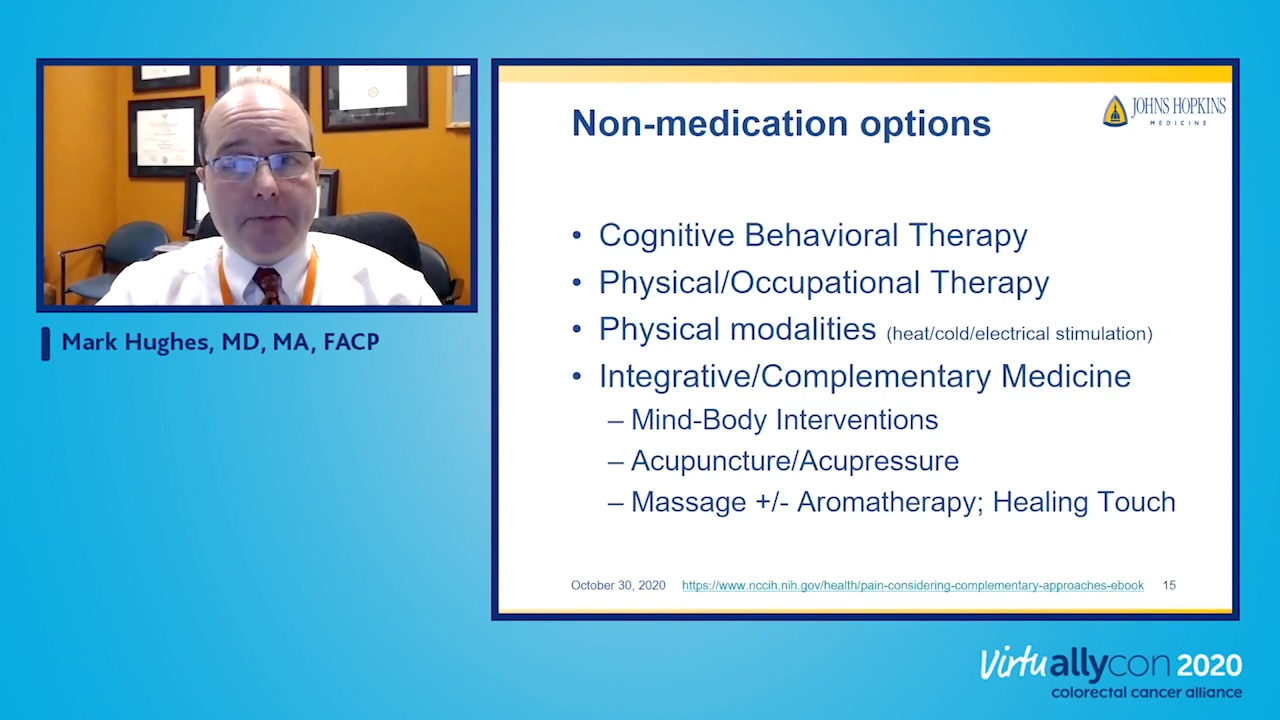 Mark Hughes, MD, MA, FACP
Non-medication options
JOHNS HOPKINS
MEDICINE
• Cognitive Behavioral Therapy
• Physical/Occupational Therapy
• Physical modalities (heat/cold/electrical stimulation)
• Integrative/Complementary Medicine
– Mind-Body Interventions
– Acupuncture/Acupressure
– Massage +/- Aromatherapy; Healing Touch
October 30, 2020 https://www.nccih.nih.gov/health/pain-considering-complementary-approaches-ebook 15
Virtuallycon 2020
colorectal cancer alliance